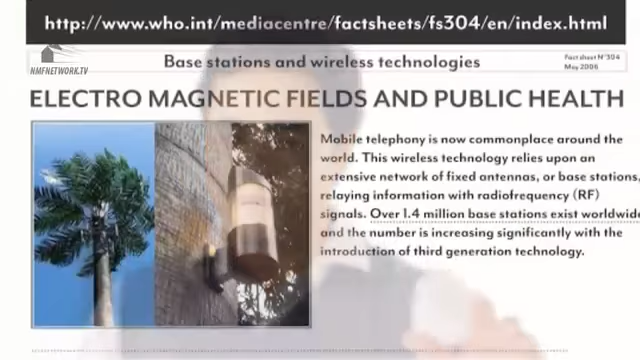 http://www.who.int/mediacentre/factsheets/fs304/en/index.html
NMFNETWORK.TV
Base stations and wireless technologies
Fact sheet N°304
May 2006
ELECTRO MAGNETIC FIELDS AND PUBLIC HEALTH
Mobile telephony is now commonplace around the
world. This wireless technology relies upon an
extensive network of fixed antennas, or base stations,
relaying information with radiofrequency (RF)
signals. Over 1.4 million base stations exist worldwide
and the number is increasing significantly with the
introduction of third generation technology.